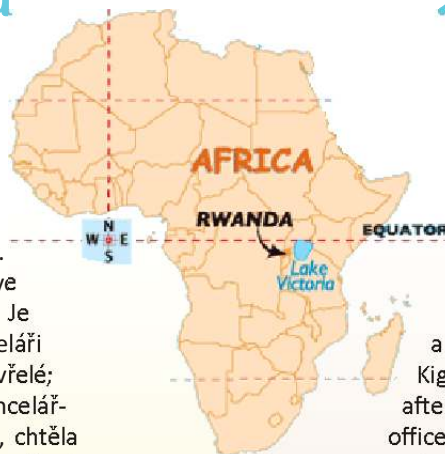 AFRICA
RWANDA
EQUATOR
N
W E
S
Lake
Victoria
ve
Je
eláři
vřelé;
ncelář-
, chtěla
a
Kig
afte
office